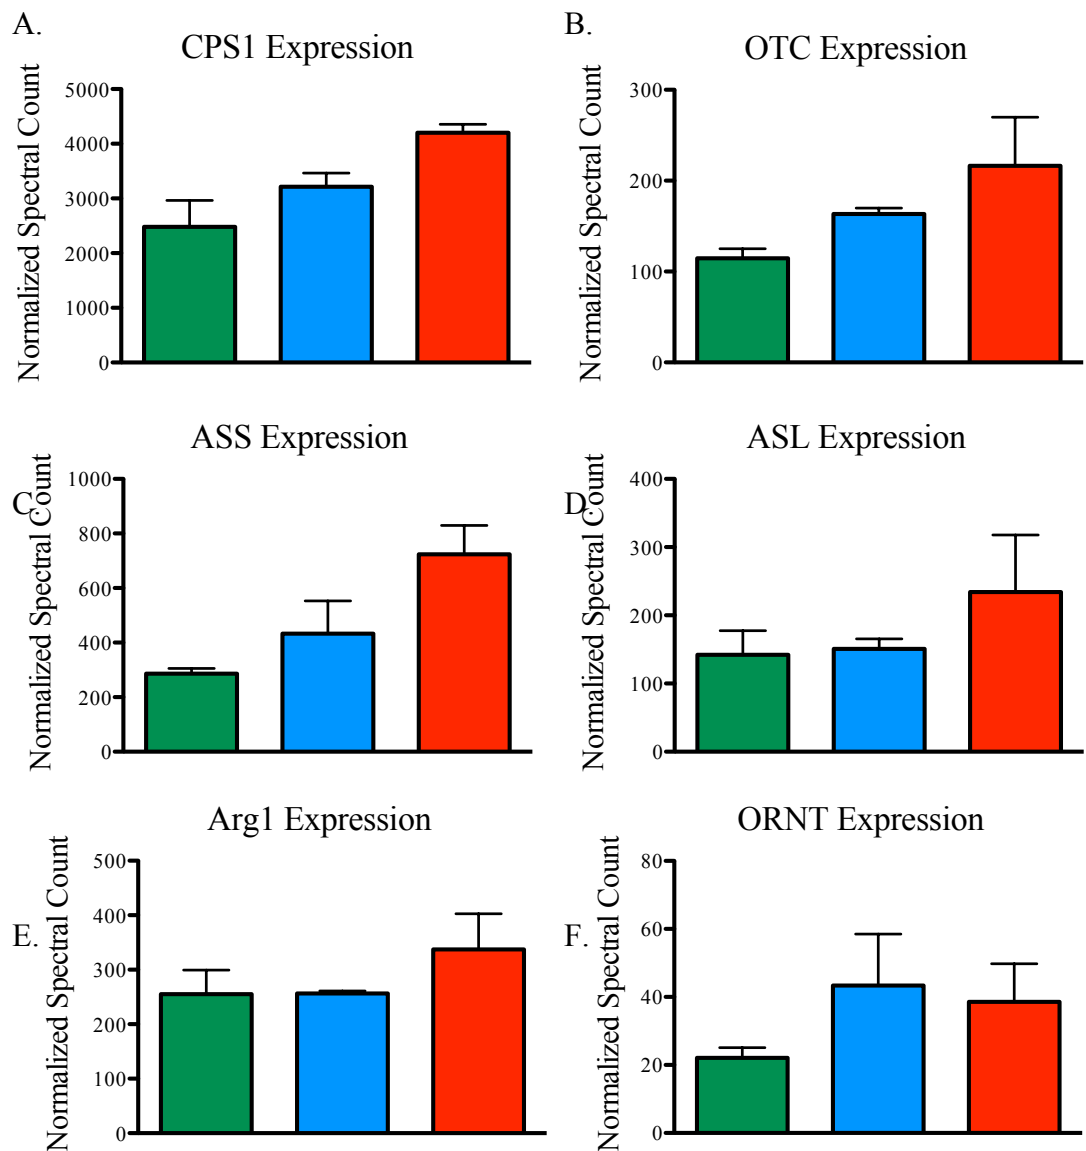 A.
CPS1 Expression
Normalized Spectral Count
5000
4000
3000
2000
1000
0
B.
OTC Expression
Normalized Spectral Count
300
200
100
0
C.
ASS Expression
Normalized Spectral Count
1000
800
600
400
200
0
D.
ASL Expression
Normalized Spectral Count
400
300
200
100
0
E.
Arg1 Expression
Normalized Spectral Count
500
400
300
200
100
0
F.
ORNT Expression
Normalized Spectral Count
80
60
40
20
0